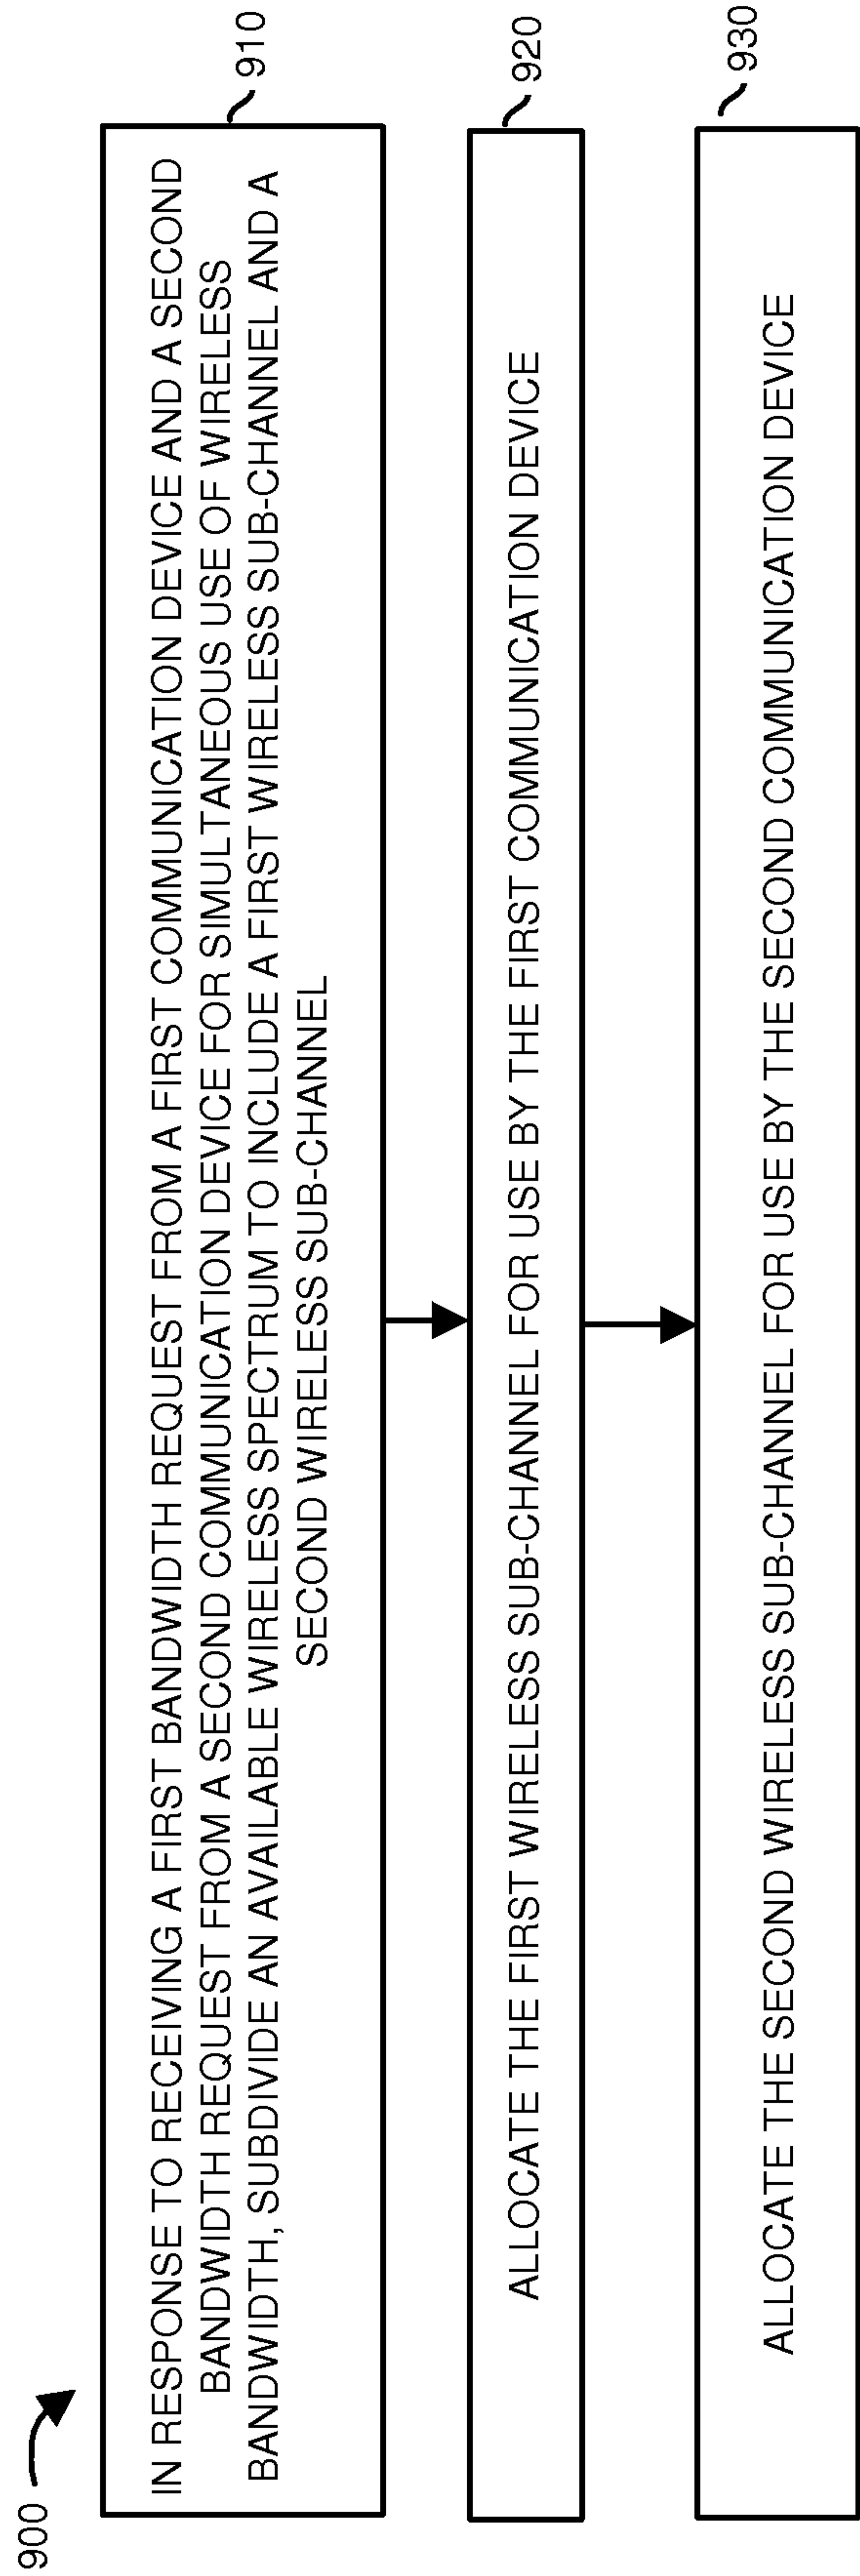 900
IN RESPONSE TO RECEIVING A FIRST BANDWIDTH REQUEST FROM A FIRST COMMUNICATION DEVICE AND A SECOND
BANDWIDTH REQUEST FROM A SECOND COMMUNICATION DEVICE FOR SIMULTANEOUS USE OF WIRELESS
BANDWIDTH, SUBDIVIDE AN AVAILABLE WIRELESS SPECTRUM TO INCLUDE A FIRST WIRELESS SUB-CHANNEL AND A
SECOND WIRELESS SUB-CHANNEL
910
ALLOCATE THE FIRST WIRELESS SUB-CHANNEL FOR USE BY THE FIRST COMMUNICATION DEVICE
920
ALLOCATE THE SECOND WIRELESS SUB-CHANNEL FOR USE BY THE SECOND COMMUNICATION DEVICE
930